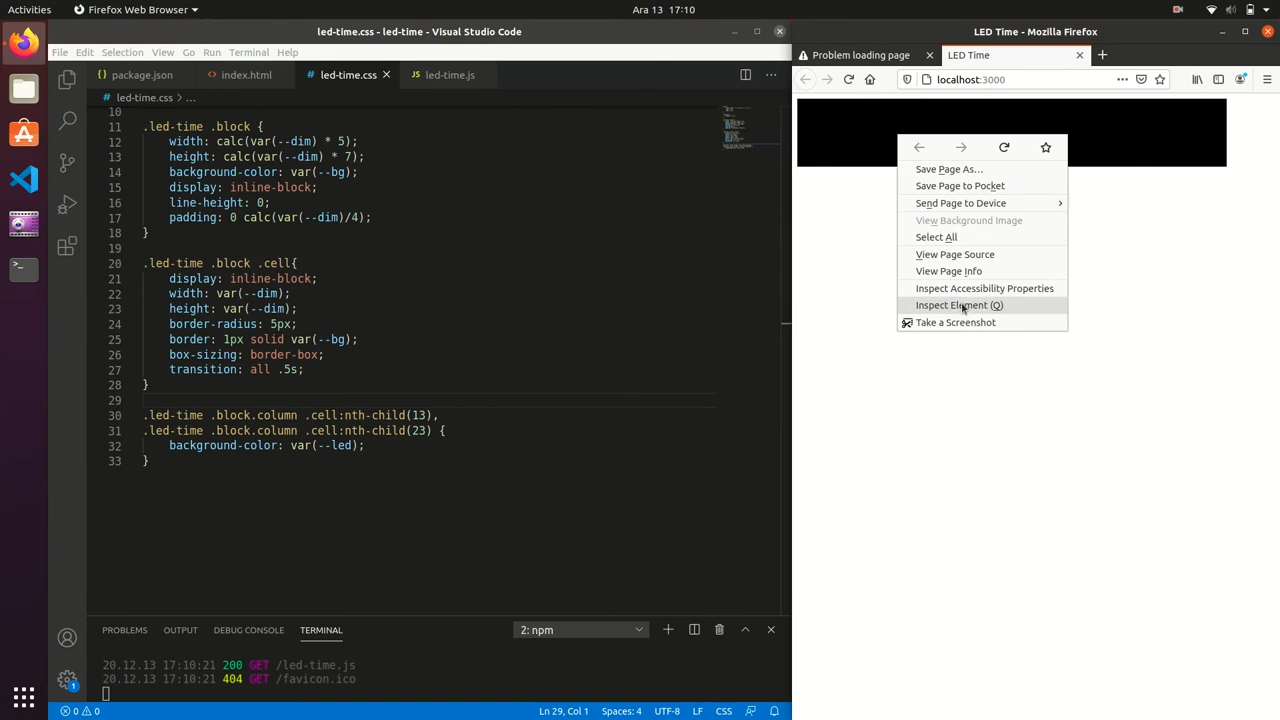 Activities
Firefox Web Browser
Ara 13 17:10
led-time.css - led-time - Visual Studio Code
File Edit Selection View Go Run Terminal Help
package.json
index.html
led-time.css
led-time.js
led-time.css > ...
10
11 .led-time .block {
12 width: calc(var(--dim) * 5);
13 height: calc(var(--dim) * 7);
14 background-color: var(--bg);
15 display: inline-block;
16 line-height: 0;
17 padding: 0 calc(var(--dim)/4);
18 }
19
20 .led-time .block .cell{
21 display: inline-block;
22 width: var(--dim);
23 height: var(--dim);
24 border-radius: 5px;
25 border: 1px solid var(--bg);
26 box-sizing: border-box;
27 transition: all .5s;
28 }
29
30 .led-time .block.column .cell:nth-child(13),
31 .led-time .block.column .cell:nth-child(23) {
32 background-color: var(--led);
33 }
PROBLEMS OUTPUT DEBUG CONSOLE TERMINAL
2: npm
20.12.13 17:10:21 200 GET /led-time.js
20.12.13 17:10:21 404 GET /favicon.ico
1
0 0
Ln 29, Col 1 Spaces: 4 UTF-8 LF CSS
LED Time - Mozilla Firefox
Problem loading page
LED Time
localhost:3000
Save Page As…
Save Page to Pocket
Send Page to Device
View Background Image
Select All
View Page Source
View Page Info
Inspect Accessibility Properties
Inspect Element (Q)
Take a Screenshot